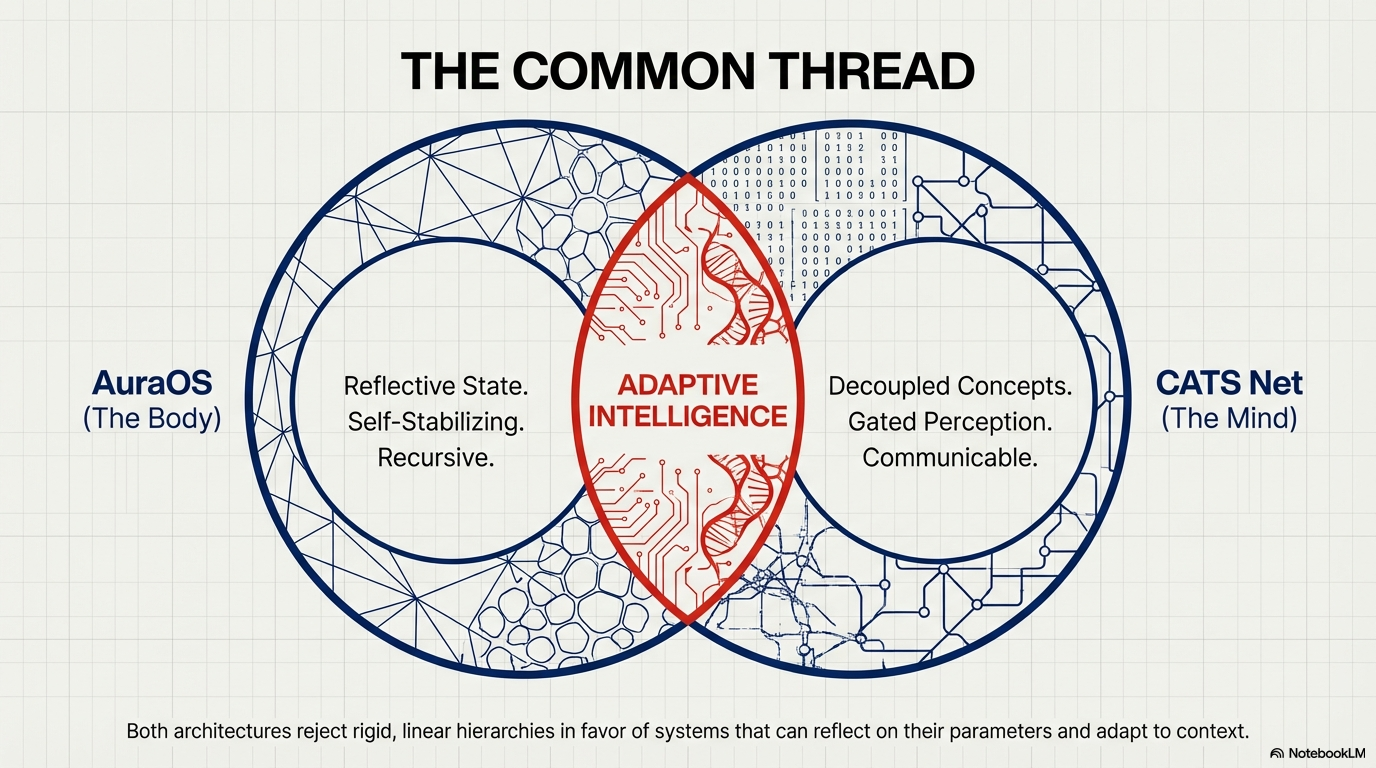 THE COMMON THREAD
AuraOS
(The Body)
Reflective State.
Self-Stabilizing.
Recursive.
ADAPTIVE
INTELLIGENCE
Decoupled Concepts.
Gated Perception.
Communicable.
CATS Net
(The Mind)
Both architectures reject rigid, linear hierarchies in favor of systems that can reflect on their parameters and adapt to context.
NotebookLM